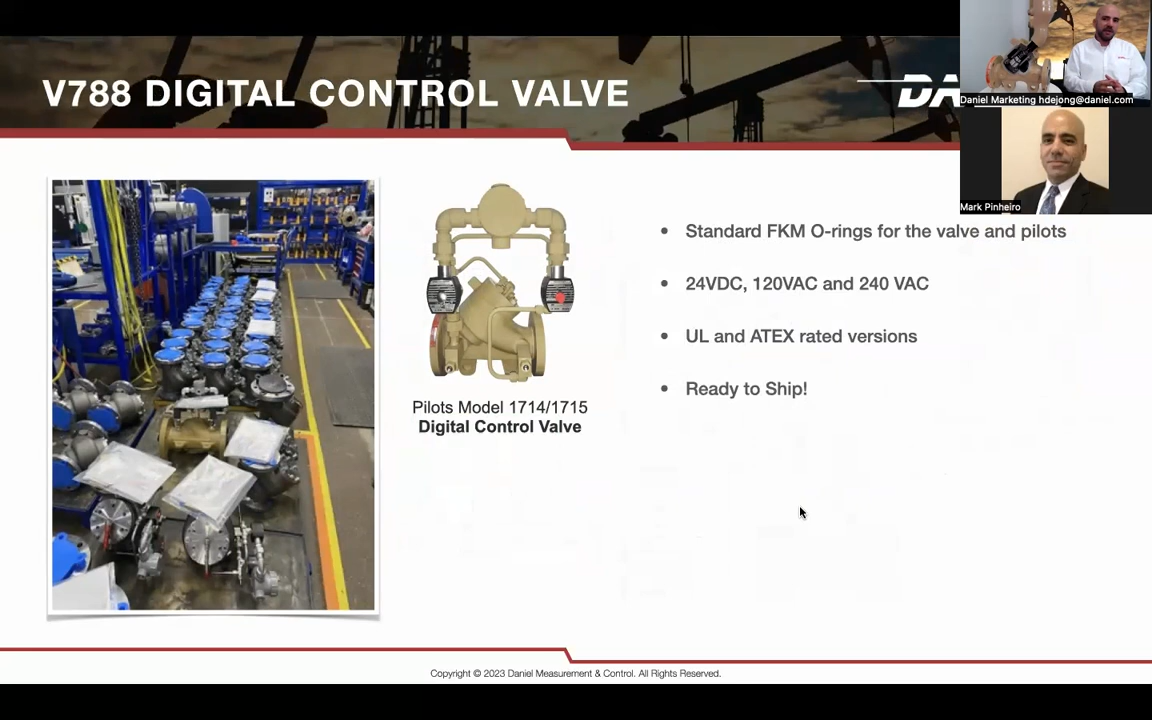 V788 DIGITAL CONTROL VALVE
DA
Daniel Marketing hdejong@daniel.com
Mark Pinheiro
Standard FKM O-rings for the valve and pilots
24VDC, 120VAC and 240 VAC
UL and ATEX rated versions
Ready to Ship!
Pilots Model 1714/1715
Digital Control Valve
Copyright © 2023 Daniel Measurement & Control. All Rights Reserved.